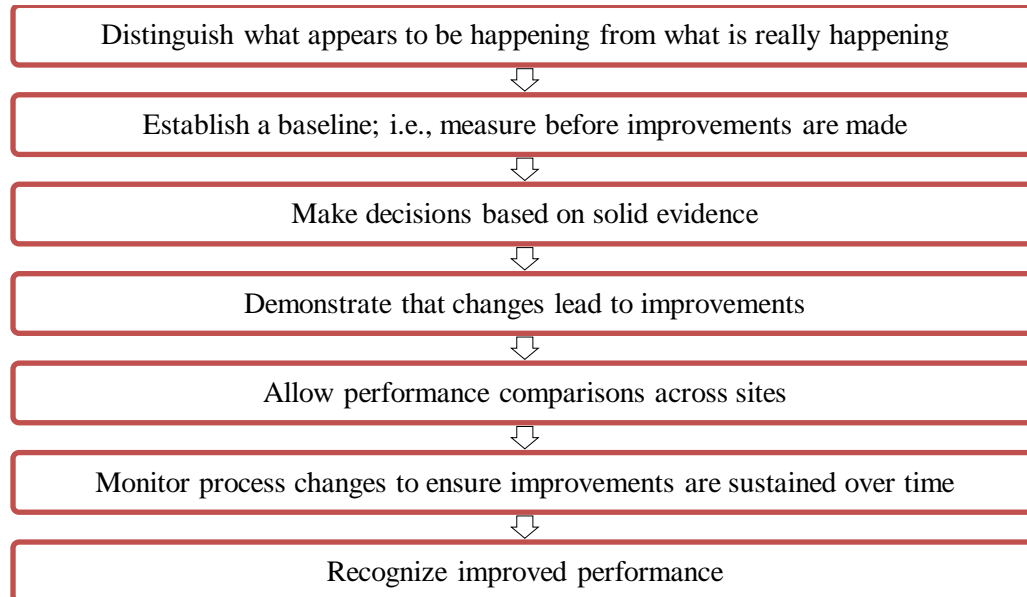 Distinguish what appears to be happening from what is really happening
Establish a baseline; i.e., measure before improvements are made
Make decisions based on solid evidence
Demonstrate that changes lead to improvements
Allow performance comparisons across sites
Monitor process changes to ensure improvements are sustained over time
Recognize improved performance